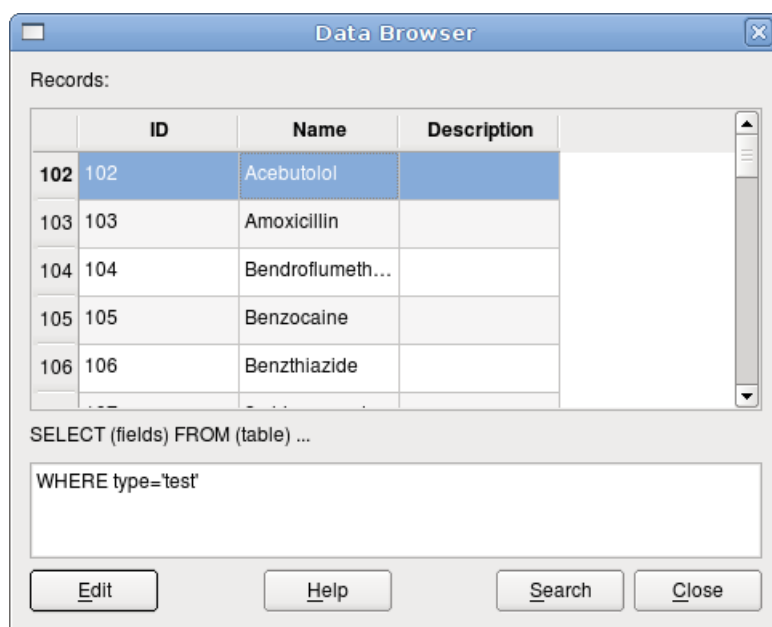 Data Browser
Records:
ID Name Description
102 102 Acebutolol
103 103 Amoxicillin
104 104 Bendroflumeth...
105 105 Benzocaine
106 106 Benzthiazide
SELECT (fields) FROM (table) ...
WHERE type='test'
Edit Help Search Close